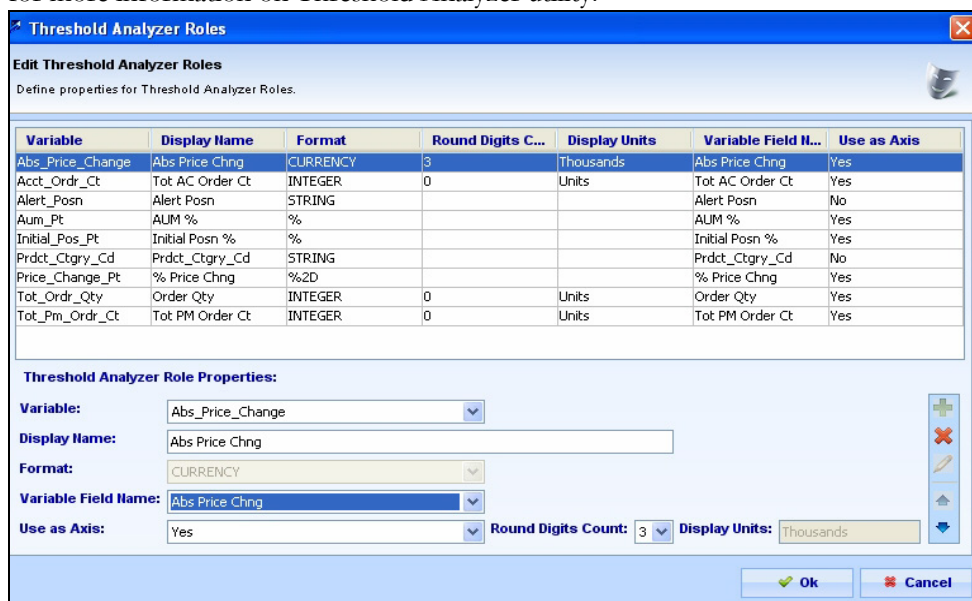 for more information on Threshold Analyzer utility.
Threshold Analyzer Roles
Edit Threshold Analyzer Roles
Define properties for Threshold Analyzer Roles.
Variable Display Name Format Round Digits C... Display Units Variable Field N... Use as Axis
Abs_Price_Change Abs Price Chng CURRENCY 3 Thousands Abs Price Chng Yes
Acct_Ordr_Ct Tot AC Order Ct INTEGER 0 Units Tot AC Order Ct Yes
Alert_Posn Alert Posn STRING Alert Posn No
Aum_Pt AUM % % AUM % Yes
Initial_Pos_Pt Initial Posn % % Initial Posn % Yes
Prdct_Ctgry_Cd Prdct_Ctgry_Cd STRING Prdct_Ctgry_Cd No
Price_Change_Pt % Price Chng %2D % Price Chng Yes
Tot_Ordr_Qty Order Qty INTEGER 0 Units Order Qty Yes
Tot_Pm_Ordr_Ct Tot PM Order Ct INTEGER 0 Units Tot PM Order Ct Yes
Threshold Analyzer Role Properties:
Variable: Abs_Price_Change
Display Name: Abs Price Chng
Format: CURRENCY
Variable Field Name: Abs Price Chng
Use as Axis: Yes Round Digits Count: 3 Display Units: Thousands
Ok Cancel